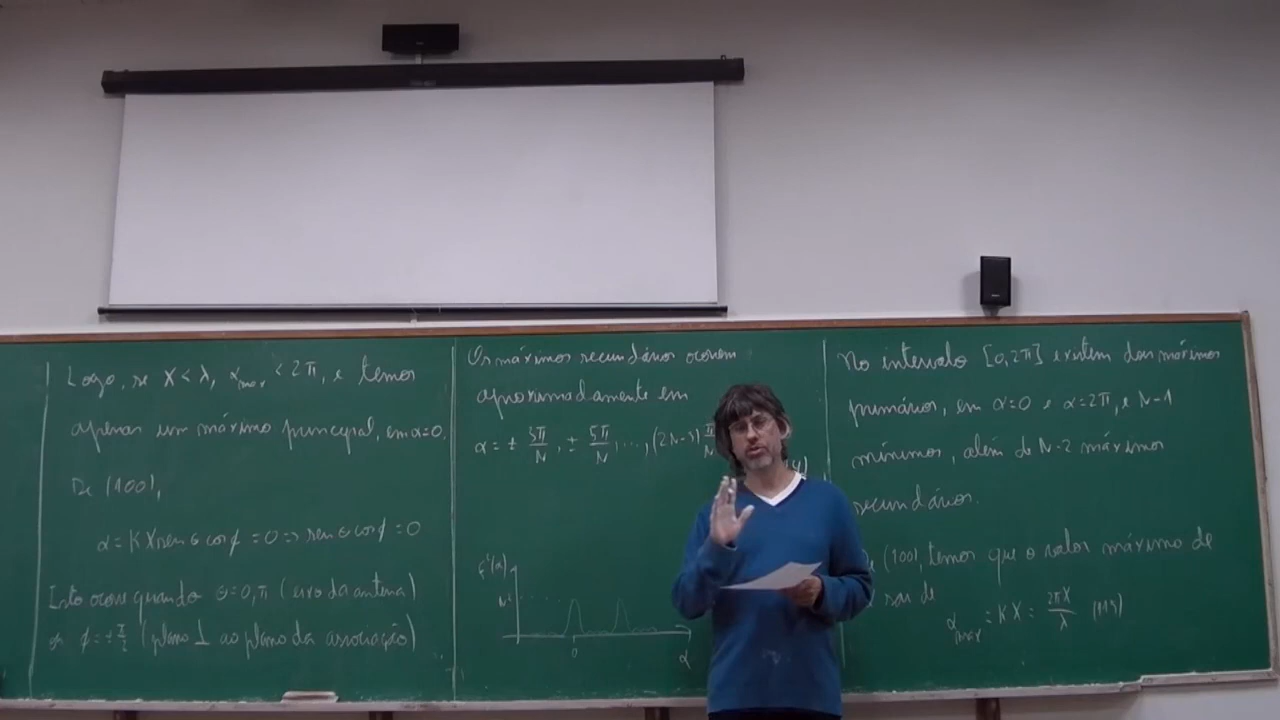 Logo, se X < λ, α_max < 2π, e temos
apenas um máximo principal, em α=0.
De (100),
α = K X sen θ cos φ = 0 ⇒ sen θ cos φ = 0
Isto ocorre quando θ = 0, π (eixo da antena)
ou φ = ± π/2 (plano ⊥ ao plano da associação)
Os máximos secundários ocorrem
aproximadamente em
α = ± 3π/N, ± 5π/N, ..., (2N-3) π/N
N²
0
α
No intervalo [0,2π] existem dois máximos
primários, em α=0 e α=2π, e N-1
mínimos, além de N-2 máximos
secundários.
(100), temos que o valor máximo de
de
α_max = K X = 2πX/λ